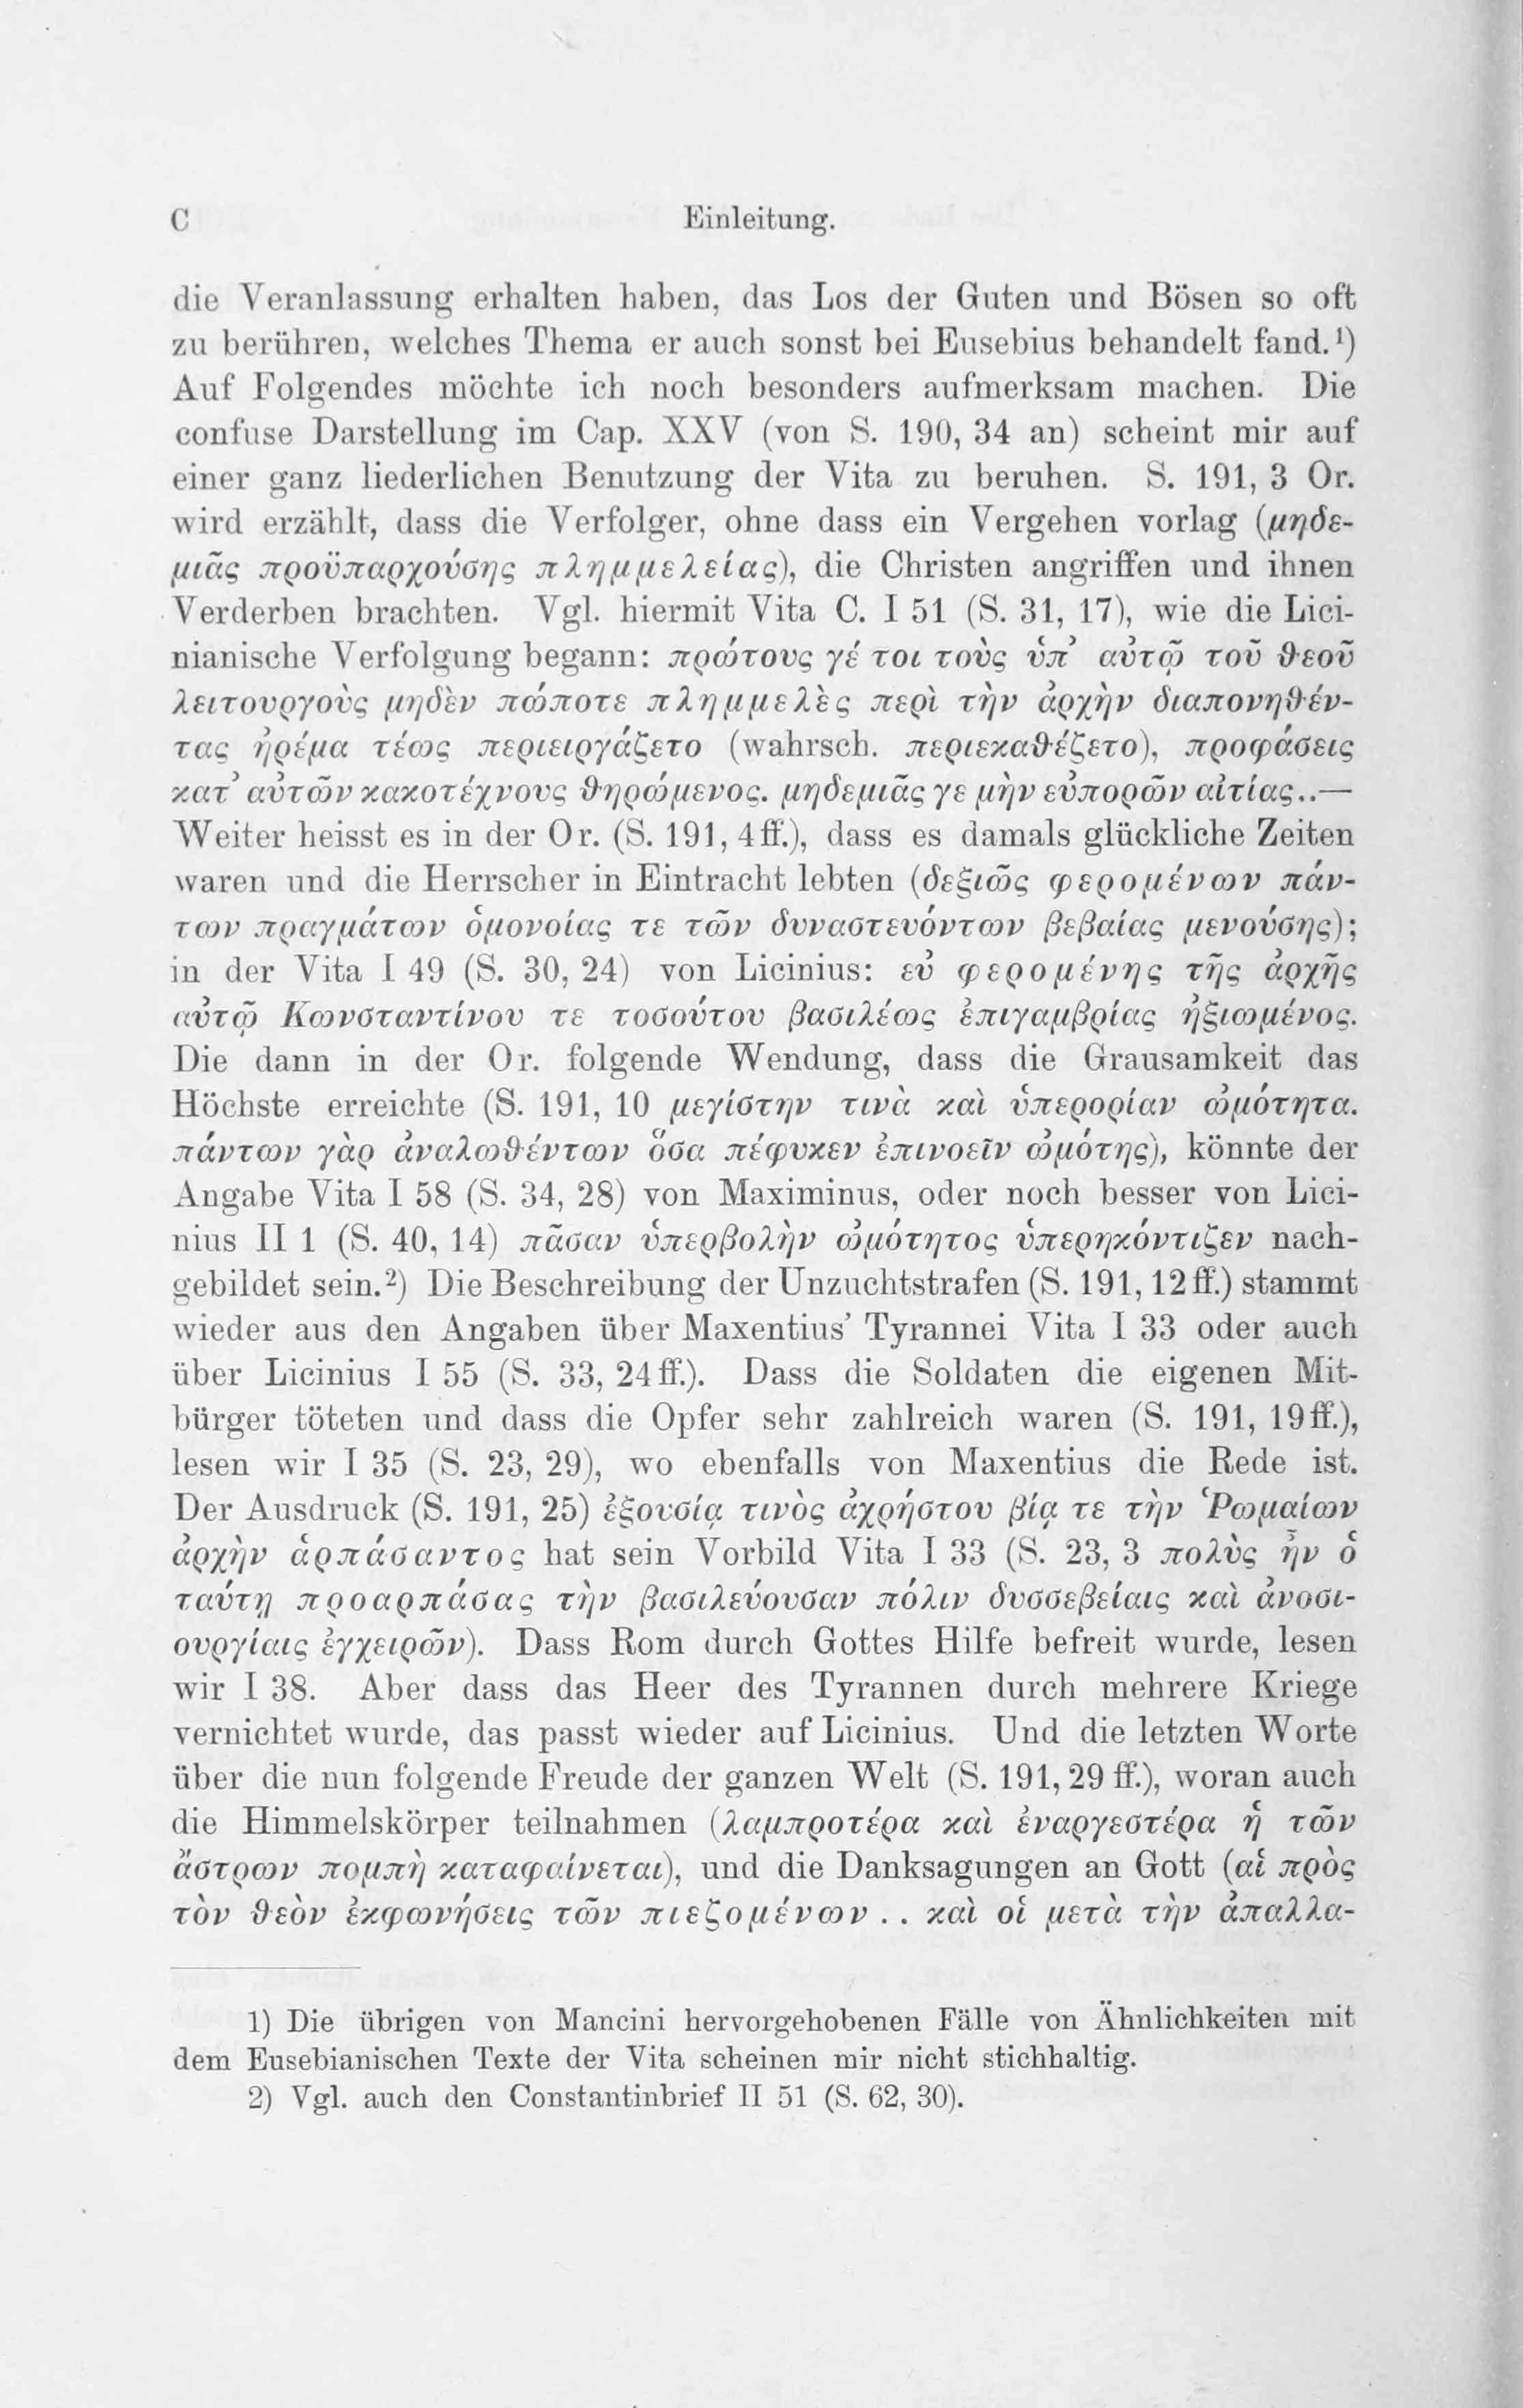 C Einleitung.
die Veranlassung erhalten haben, das Los der Guten und Bösen so oft
zu berühren, welches Thema er auch sonst bei Eusebius behandelt fand.¹)
Auf Folgendes möchte ich noch besonders aufmerksam machen. Die
confuse Darstellung im Cap. XXV (von S. 190, 34 an) scheint mir auf
einer ganz liederlichen Benutzung der Vita zu beruhen. S. 191, 3 Or.
wird erzählt, dass die Verfolger, ohne dass ein Vergehen vorlag (μηδε-
μιᾶς προϋπαρχούσης πλημμελείας), die Christen angriffen und ihnen
Verderben brachten. Vgl. hiermit Vita C. I 51 (S. 31, 17), wie die Lici-
nianische Verfolgung begann: πρώτους γέ τοι τοὺς ὑπ’ αὐτῷ τοῦ θεοῦ
λειτουργοὺς μηδὲν πώποτε πλημμελὲς περὶ τὴν ἀρχὴν διαπονηθέν-
τας ἠρέμα τέως περιειργάζετο (wahrsch. περιεκαθέζετο), προφάσεις
κατ’ αὐτῶν κακοτέχνους θηρώμενος. μηδεμιᾶς γε μὴν εὐπορῶν αἰτίας..—
Weiter heisst es in der Or. (S. 191, 4ff.), dass es damals glückliche Zeiten
waren und die Herrscher in Eintracht lebten (δεξιῶς φερομένων πάν-
των πραγμάτων ὁμονοίας τε τῶν δυναστευόντων βεβαίας μενούσης);
in der Vita I 49 (S. 30, 24) von Licinius: εὐ φερομένης τῆς ἀρχῆς
αὐτῷ Κωνσταντίνου τε τοσούτου βασιλέως ἐπιγαμβρίας ἠξιωμένος.
Die dann in der Or. folgende Wendung, dass die Grausamkeit das
Höchste erreichte (S. 191, 10 μεγίστην τινὰ καὶ ὑπερορίαν ὠμότητα.
πάντων γὰρ ἀναλωθέντων ὅσα πέφυκεν ἐπινοεῖν ὠμότης), könnte der
Angabe Vita I 58 (S. 34, 28) von Maximinus, oder noch besser von Lici-
nius II 1 (S. 40, 14) πᾶσαν ὑπερβολὴν ὠμότητος ὑπερηκόντιζεν nach-
gebildet sein.²) Die Beschreibung der Unzuchtstrafen (S. 191, 12ff.) stammt
wieder aus den Angaben über Maxentius’ Tyrannei Vita I 33 oder auch
über Licinius I 55 (S. 33, 24ff.). Dass die Soldaten die eigenen Mit-
bürger töteten und dass die Opfer sehr zahlreich waren (S. 191, 19ff.),
lesen wir I 35 (S. 23, 29), wo ebenfalls von Maxentius die Rede ist.
Der Ausdruck (S. 191, 25) ἐξουσίᾳ τινὸς ἀχρήστου βίᾳ τε τὴν Ῥωμαίων
ἀρχὴν ἁρπάσαντος hat sein Vorbild Vita I 33 (S. 23, 3 πολὺς ἦν ὁ
ταύτῃ προαρπάσας τὴν βασιλεύουσαν πόλιν δυσσεβείαις καὶ ἀνοσι-
ουργίαις ἐγχειρῶν). Dass Rom durch Gottes Hilfe befreit wurde, lesen
wir I 38. Aber dass das Heer des Tyrannen durch mehrere Kriege
vernichtet wurde, das passt wieder auf Licinius. Und die letzten Worte
über die nun folgende Freude der ganzen Welt (S. 191, 29 ff.), woran auch
die Himmelskörper teilnahmen (λαμπροτέρα καὶ ἐναργεστέρα ἡ τῶν
ἄστρων πομπὴ καταφαίνεται), und die Danksagungen an Gott (αἱ πρὸς
τὸν θεὸν ἐκφωνήσεις τῶν πιεζομένων . . καὶ οἱ μετὰ τὴν ἀπαλλα-
1) Die übrigen von Mancini hervorgehobenen Fälle von Ähnlichkeiten mit
dem Eusebianischen Texte der Vita scheinen mir nicht stichhaltig.
2) Vgl. auch den Constantinbrief II 51 (S. 62, 30).